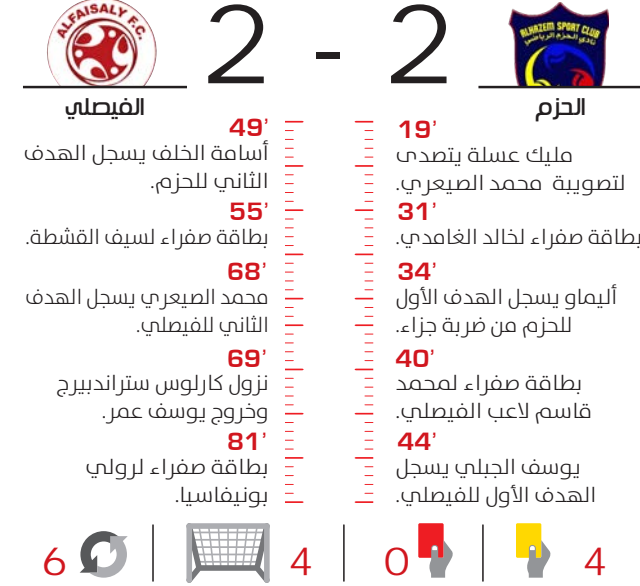 ALFAISALY F.C.
2 - 2
ALHAZEM SPORT CLUB
نادي الحزم الرياضي
الحزم
الفيصلي
19’
مليك عسلة يتصدى
لتصويبة محمد الصيعري.
31’
بطاقة صفراء لخالد الغامدي.
34’
أليماو يسجل الهدف الأول
للحزم من ضربة جزاء.
40’
بطاقة صفراء لمحمد
قاسم لاعب الفيصلي.
44’
يوسف الجبلي يسجل
الهدف الأول للفيصلي.
49’
أسامة الخلف يسجل الهدف
الثاني للحزم.
55’
بطاقة صفراء لسيف القشطة.
68’
محمد الصيعري يسجل الهدف
الثاني للفيصلي.
69’
نزول كارلوس ستراندبيرج
وخروج يوسف عمر.
81’
بطاقة صفراء لرولي
بونيفاسيا.
4
0
4
6